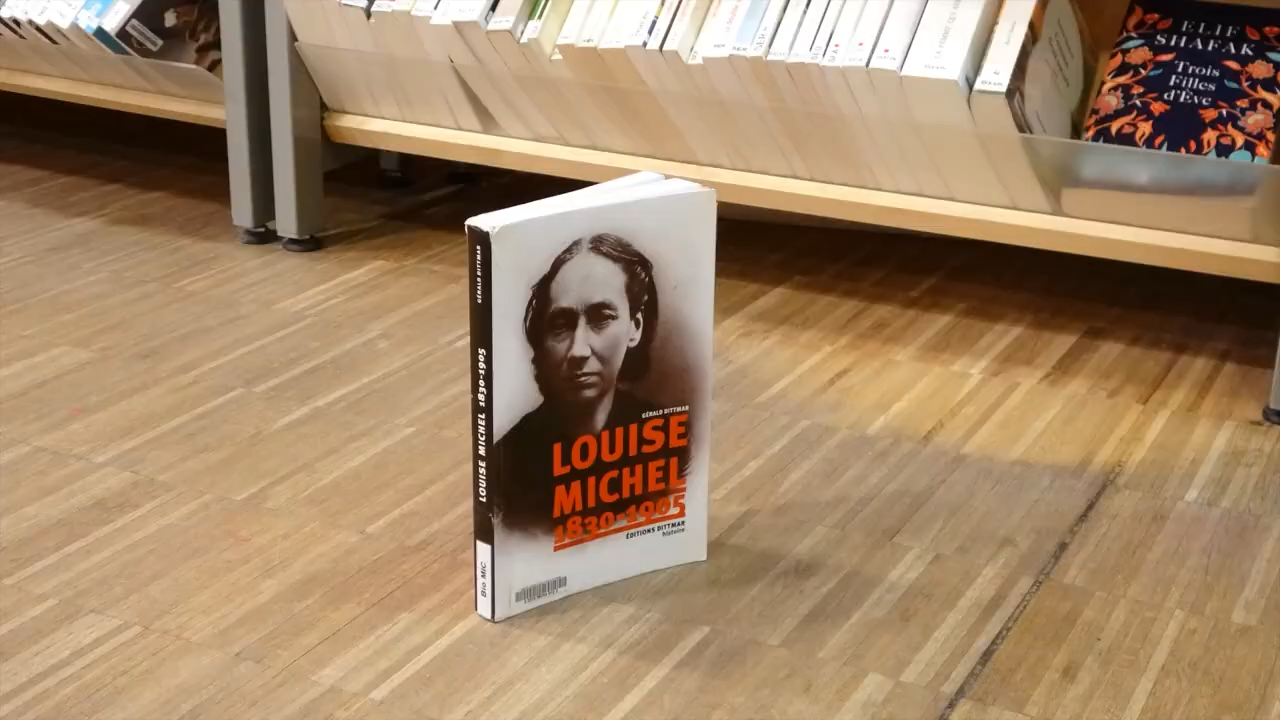 ELIF
SHAFAK
Trois
Filles
d'Ève
GÉRALD DITTMAR
LOUISE MICHEL 1830-1905
Bio MIC
GÉRALD DITTMAR
LOUISE
MICHEL
1830-1905
ÉDITIONS DITTMAR
histoire